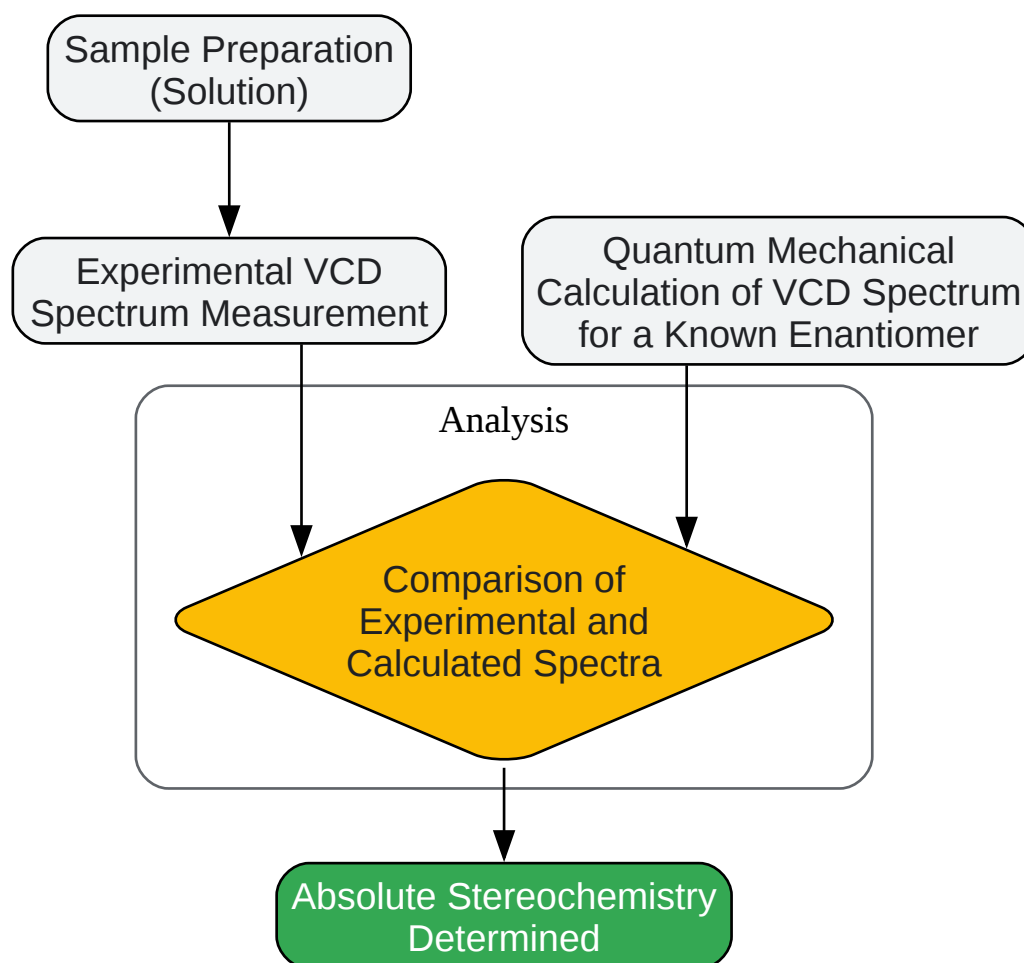 Sample Preparation
(Solution)
Experimental VCD
Spectrum Measurement
Quantum Mechanical
Calculation of VCD Spectrum
for a Known Enantiomer
Analysis
Comparison of
Experimental and
Calculated Spectra
Absolute Stereochemistry
Determined